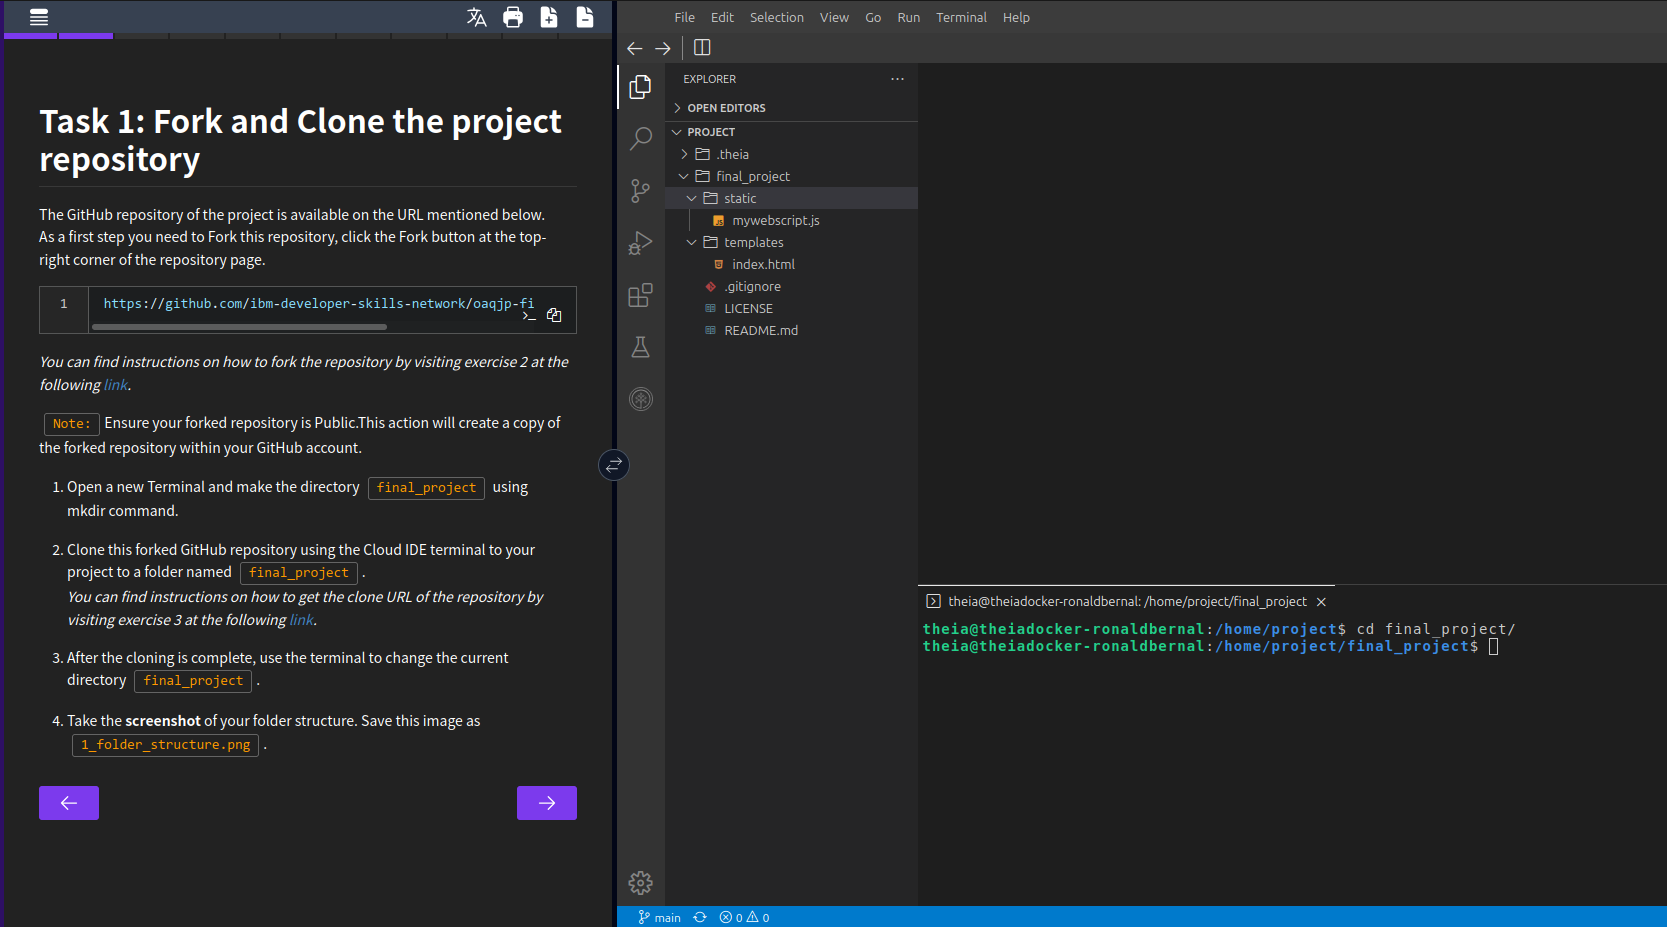 Task 1: Fork and Clone the project
repository
The GitHub repository of the project is available on the URL mentioned below.
As a first step you need to Fork this repository, click the Fork button at the top-
right corner of the repository page.
1 https://github.com/ibm-developer-skills-network/oaqjp-fi
You can find instructions on how to fork the repository by visiting exercise 2 at the
following link.
Note: Ensure your forked repository is Public.This action will create a copy of
the forked repository within your GitHub account.
1. Open a new Terminal and make the directory final_project using
mkdir command.
2. Clone this forked GitHub repository using the Cloud IDE terminal to your
project to a folder named final_project .
You can find instructions on how to get the clone URL of the repository by
visiting exercise 3 at the following link.
3. After the cloning is complete, use the terminal to change the current
directory final_project .
4. Take the screenshot of your folder structure. Save this image as
1_folder_structure.png .
File Edit Selection View Go Run Terminal Help
EXPLORER
OPEN EDITORS
PROJECT
.theia
final_project
static
mywebscript.js
templates
index.html
.gitignore
LICENSE
README.md
theia@theiadocker-ronaldbernal: /home/project/final_project
theia@theiadocker-ronaldbernal:/home/project$ cd final_project/
theia@theiadocker-ronaldbernal:/home/project/final_project$
main 0 0